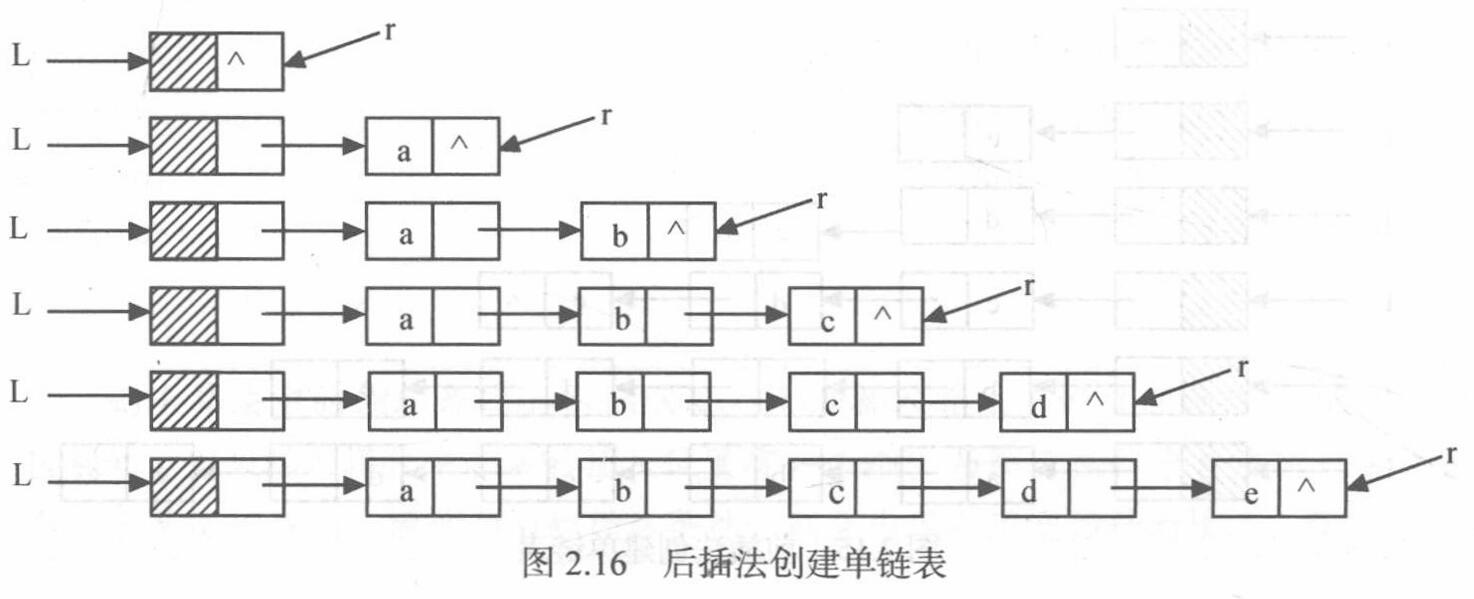 L ^ r
L a ^ r
L a b ^ r
L a b c ^ r
L a b c d ^ r
L a b c d e ^ r
图 2.16 后插法创建单链表